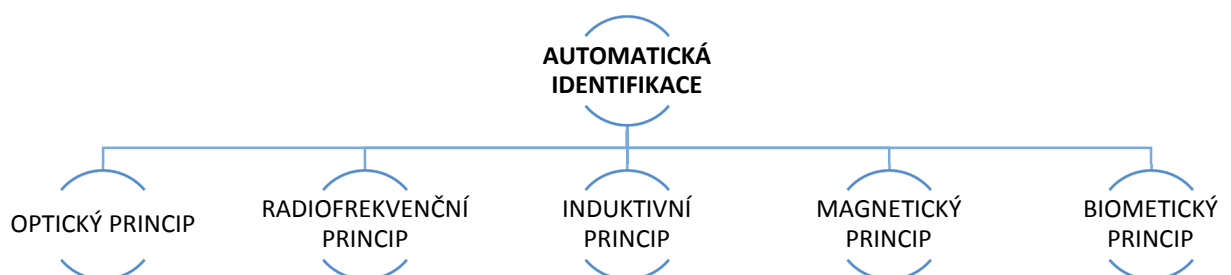 AUTOMATICKÁ
IDENTIFIKACE
OPTICKÝ PRINCIP
RADIOFREKVENČNÍ
PRINCIP
INDUKTIVNÍ
PRINCIP
MAGNETICKÝ
PRINCIP
BIOMETICKÝ
PRINCIP